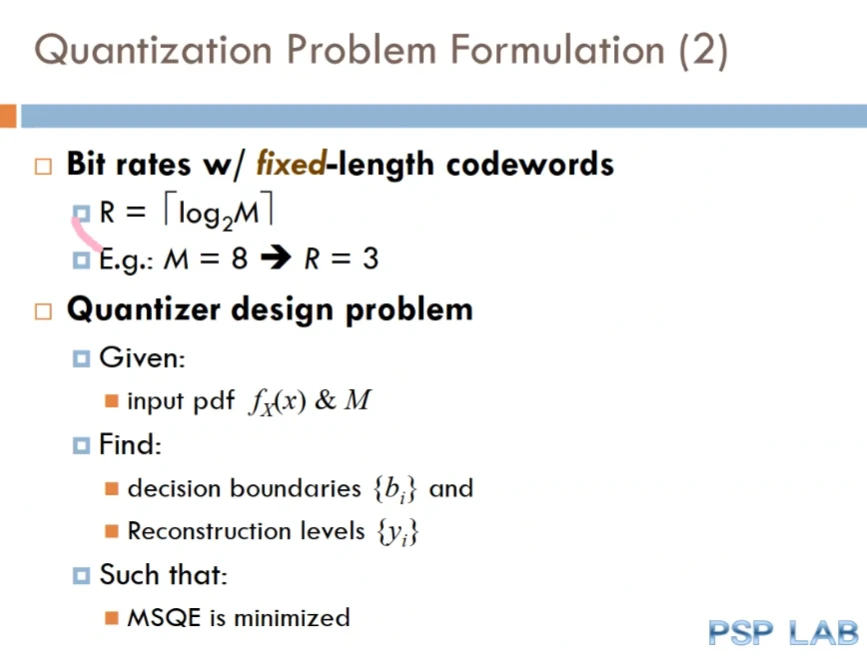 Quantization Problem Formulation (2)
Bit rates w/ fixed-length codewords
R = ⌈log₂M⌉
E.g.: M = 8 ➔ R = 3
Quantizer design problem
Given:
input pdf fX(x) & M
Find:
decision boundaries {bᵢ} and
Reconstruction levels {yᵢ}
Such that:
MSQE is minimized
PSP LAB